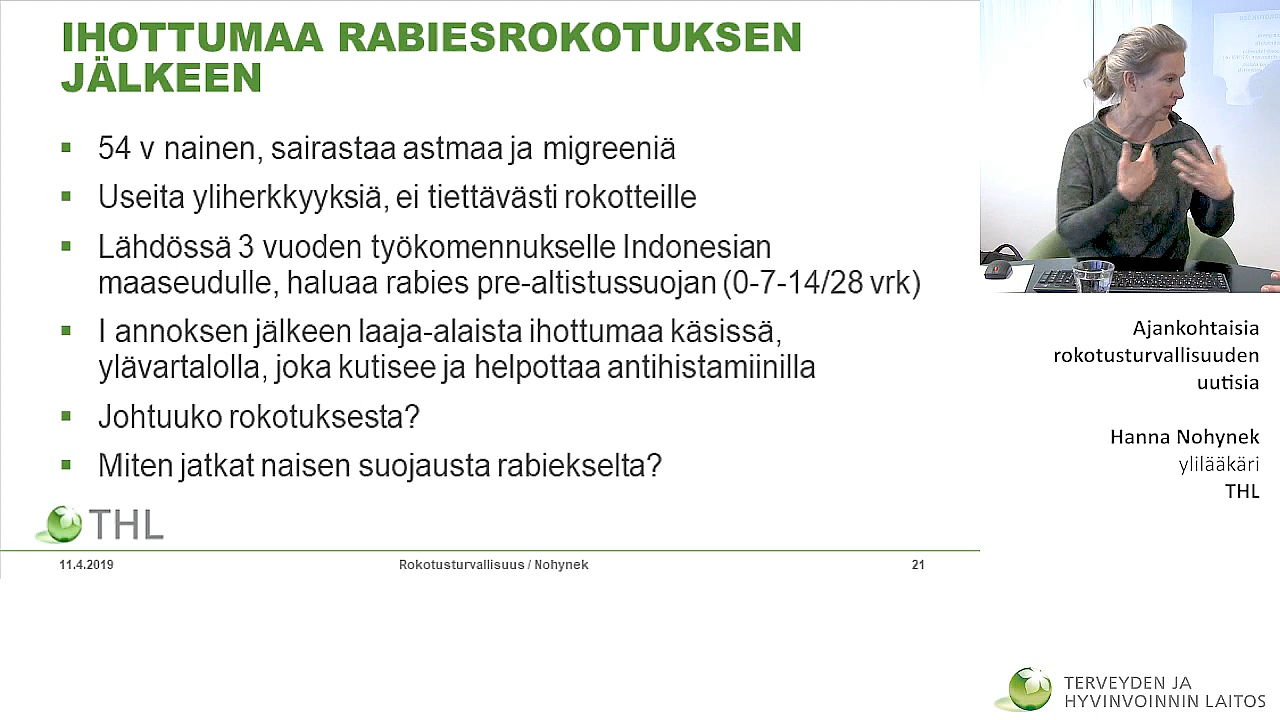 IHOTTUMAA RABIESROKOTUKSEN
JÄLKEEN
54 v nainen, sairastaa astmaa ja migreeniä
Useita yliherkkyyksiä, ei tiettävästi rokotteille
Lähdössä 3 vuoden työkomennukselle Indonesian
maaseudulle, haluaa rabies pre-altistussuojan (0-7-14/28 vrk)
I annoksen jälkeen laaja-alaista ihottumaa käsissä,
ylävartalolla, joka kutisee ja helpottaa antihistamiinilla
Johtuuko rokotuksesta?
Miten jatkat naisen suojausta rabiekselta?
THL
11.4.2019
Rokotusturvallisuus / Nohynek
21
Ajankohtaisia
rokotusturvallisuuden
uutisia
Hanna Nohynek
ylilääkäri
THL
TERVEYDEN JA
HYVINVOINNIN LAITOS